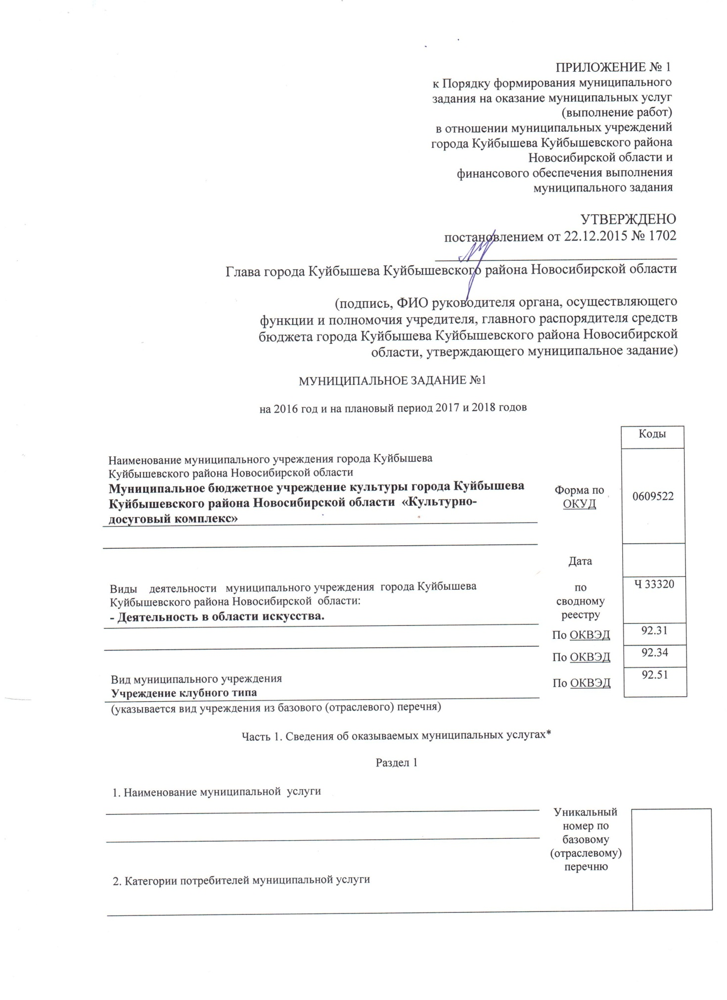 ПРИЛОЖЕНИЕ № 1
к Порядку формирования муниципального
задания на оказание муниципальных услуг
(выполнение работ)
в отношении муниципальных учреждений
города Куйбышева Куйбышевского района
Новосибирской области и
финансового обеспечения выполнения
муниципального задания
УТВЕРЖДЕНО
постановлением от 22.12.2015 № 1702
Глава города Куйбышева Куйбышевского района Новосибирской области
(подпись, ФИО руководителя органа, осуществляющего
функции и полномочия учредителя, главного распорядителя средств
бюджета города Куйбышева Куйбышевского района Новосибирской
области, утверждающего муниципальное задание)
МУНИЦИПАЛЬНОЕ ЗАДАНИЕ №1
на 2016 год и на плановый период 2017 и 2018 годов
Коды
Наименование муниципального учреждения города Куйбышева
Куйбышевского района Новосибирской области
Муниципальное бюджетное учреждение культуры города Куйбышева
Куйбышевского района Новосибирской области «Культурно-
досуговый комплекс»
Форма по
ОКУД
0609522
Дата
Виды деятельности муниципального учреждения города Куйбышева
Куйбышевского района Новосибирской области:
- Деятельность в области искусства.
по
сводному
реестру
Ч 33320
По ОКВЭД
92.31
По ОКВЭД
92.34
Вид муниципального учреждения
Учреждение клубного типа
По ОКВЭД
92.51
(указывается вид учреждения из базового (отраслевого) перечня)
Часть 1. Сведения об оказываемых муниципальных услугах*
Раздел 1
1. Наименование муниципальной услуги
Уникальный
номер по
базовому
(отраслевому)
перечню
2. Категории потребителей муниципальной услуги